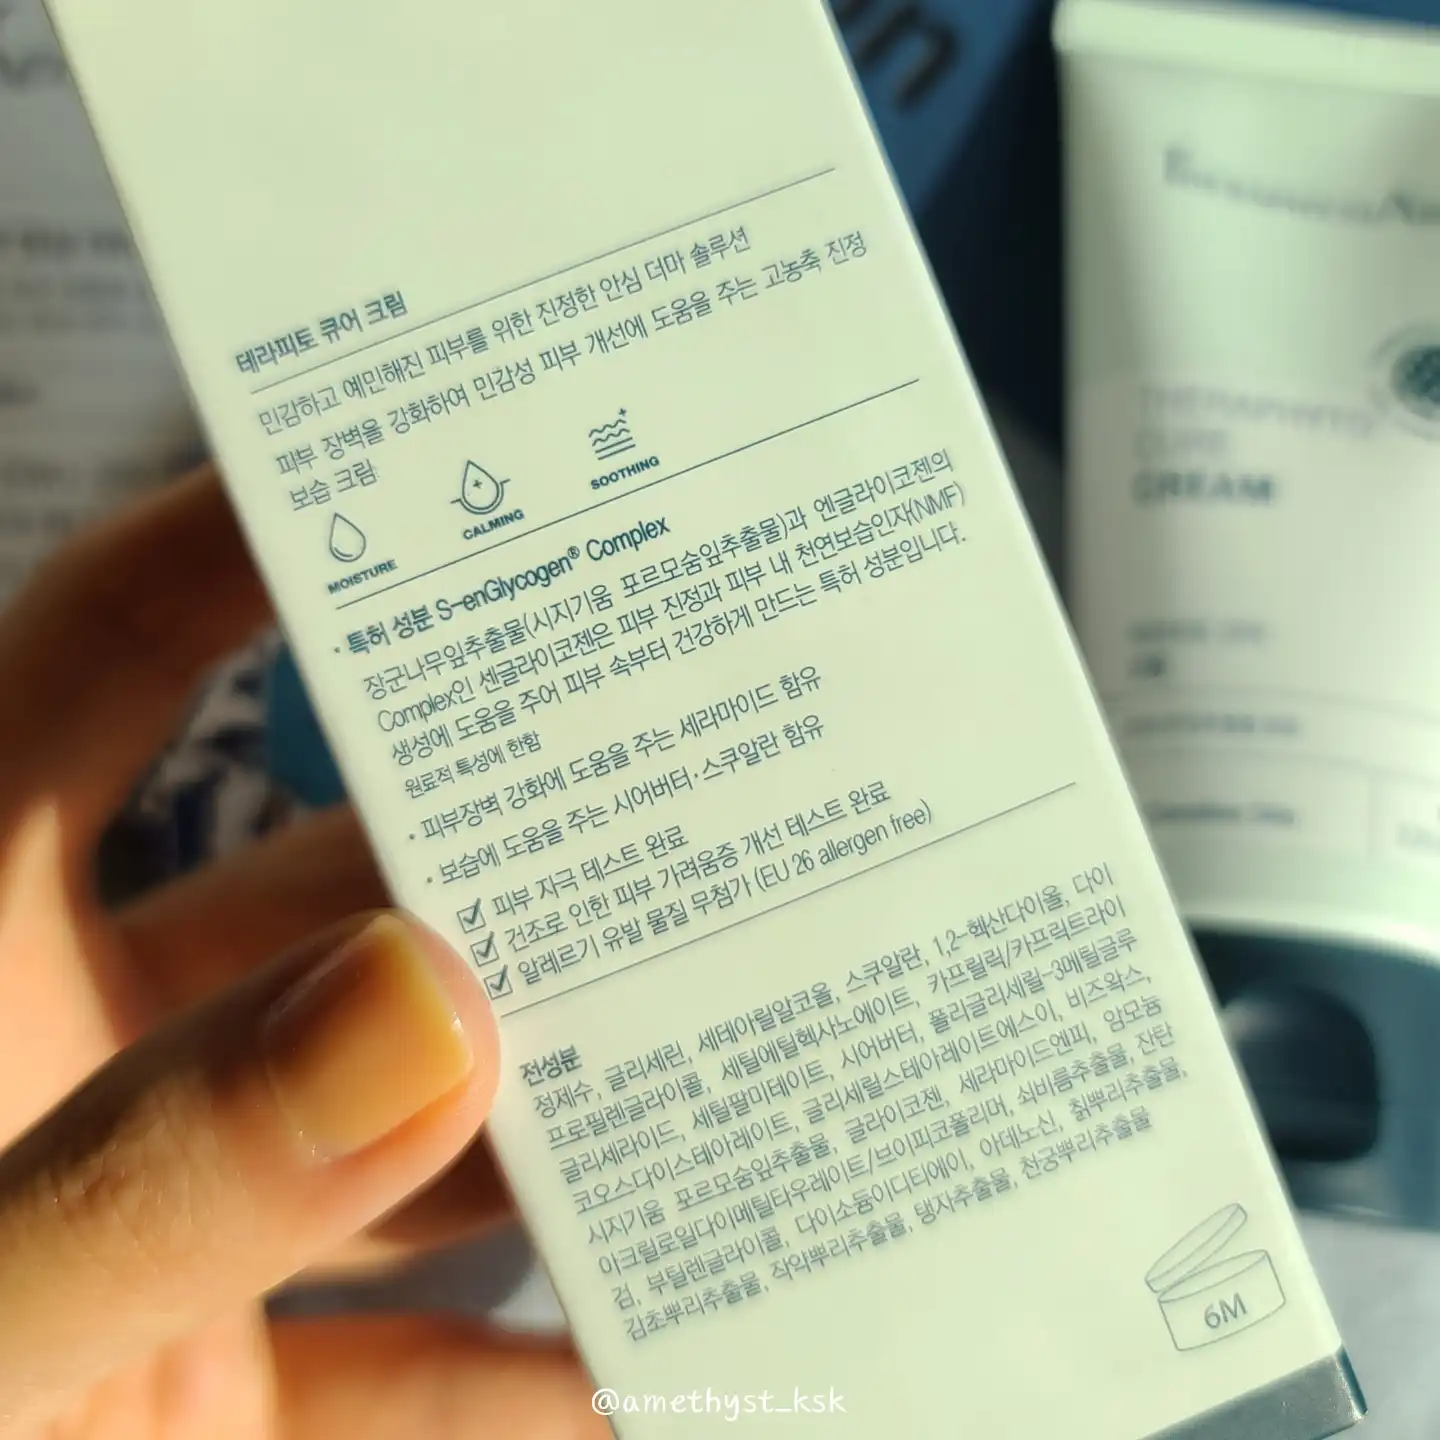 테라피토 큐어 크림
민감하고 예민해진 피부를 위한 진정한 안심 더마 솔루션
피부 장벽을 강화하여 민감성 피부 개선에 도움을 주는 고농축 진정
보습 크림
MOISTURE
CALMING
SOOTHING
· 특허 성분 S-enGlycogen® Complex
장군나무잎추출물(시지기움 포르모숨잎추출물)과 엔글라이코젠의
Complex인 센글라이코젠은 피부 진정과 피부 내 천연보습인자(NMF)
생성에 도움을 주어 피부 속부터 건강하게 만드는 특허 성분입니다.
원료적 특성에 한함
· 피부장벽 강화에 도움을 주는 세라마이드 함유
· 보습에 도움을 주는 시어버터·스쿠알란 함유
☑ 피부 자극 테스트 완료
☑ 건조로 인한 피부 가려움증 개선 테스트 완료
☑ 알레르기 유발 물질 무첨가 (EU 26 allergen free)
전성분
정제수, 글리세린, 세테아릴알코올, 스쿠알란, 1,2-헥산다이올, 다이
프로필렌글라이콜, 세틸에틸헥사노에이트, 카프릴릭/카프릭트라이
글리세라이드, 세틸팔미테이트, 시어버터, 폴리글리세릴-3메틸글루
코오스다이스테아레이트, 글리세릴스테아레이트에스이, 비즈왁스,
시지기움 포르모숨잎추출물, 글라이코젠, 세라마이드엔피, 암모늄
아크릴로일다이메틸타우레이트/브이피코폴리머, 쇠비름추출물, 잔탄
검, 부틸렌글라이콜, 다이소듐이디티에이, 아데노신, 칡뿌리추출물,
감초뿌리추출물, 작약뿌리추출물, 탱자추출물, 천궁뿌리추출물
6M
CREAM
@amethyst_ksk